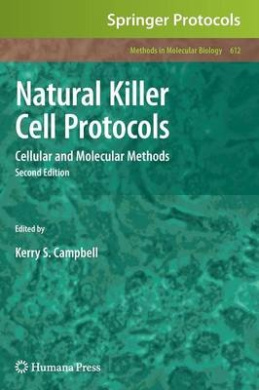 Springer Protocols
Methods in Molecular Biology 612
Natural Killer
Cell Protocols
Cellular and Molecular Methods
Second Edition
Edited by
Kerry S. Campbell
Humana Press